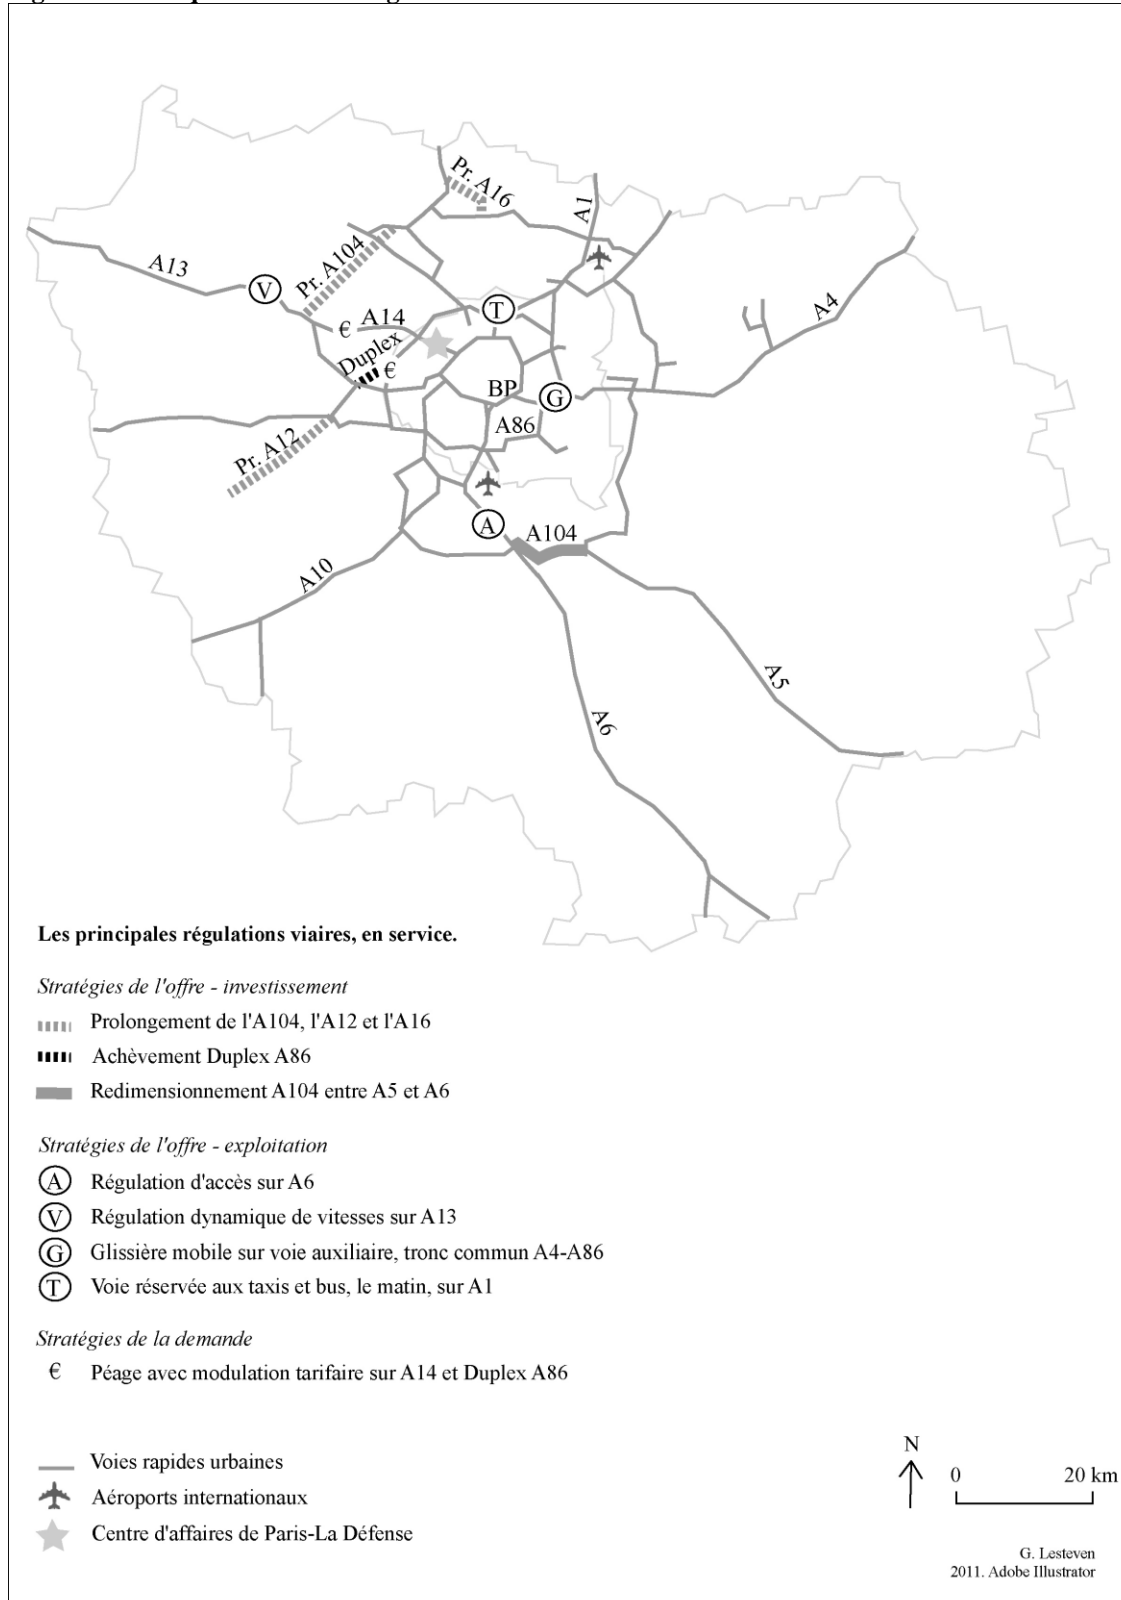 Pr. A16
A1
A13
Pr. A104
V
A4
€ A14
T
Duplex
€
BP
G
A86
Pr. A12
A
A104
A10
A5
A6
Les principales régulations viaires, en service.
Stratégies de l'offre - investissement
Prolongement de l'A104, l'A12 et l'A16
Achèvement Duplex A86
Redimensionnement A104 entre A5 et A6
Stratégies de l'offre - exploitation
A Régulation d'accès sur A6
V Régulation dynamique de vitesses sur A13
G Glissière mobile sur voie auxiliaire, tronc commun A4-A86
T Voie réservée aux taxis et bus, le matin, sur A1
Stratégies de la demande
€ Péage avec modulation tarifaire sur A14 et Duplex A86
Voies rapides urbaines
Aéroports internationaux
Centre d'affaires de Paris-La Défense
N
0 20 km
G. Lesteven
2011. Adobe Illustrator